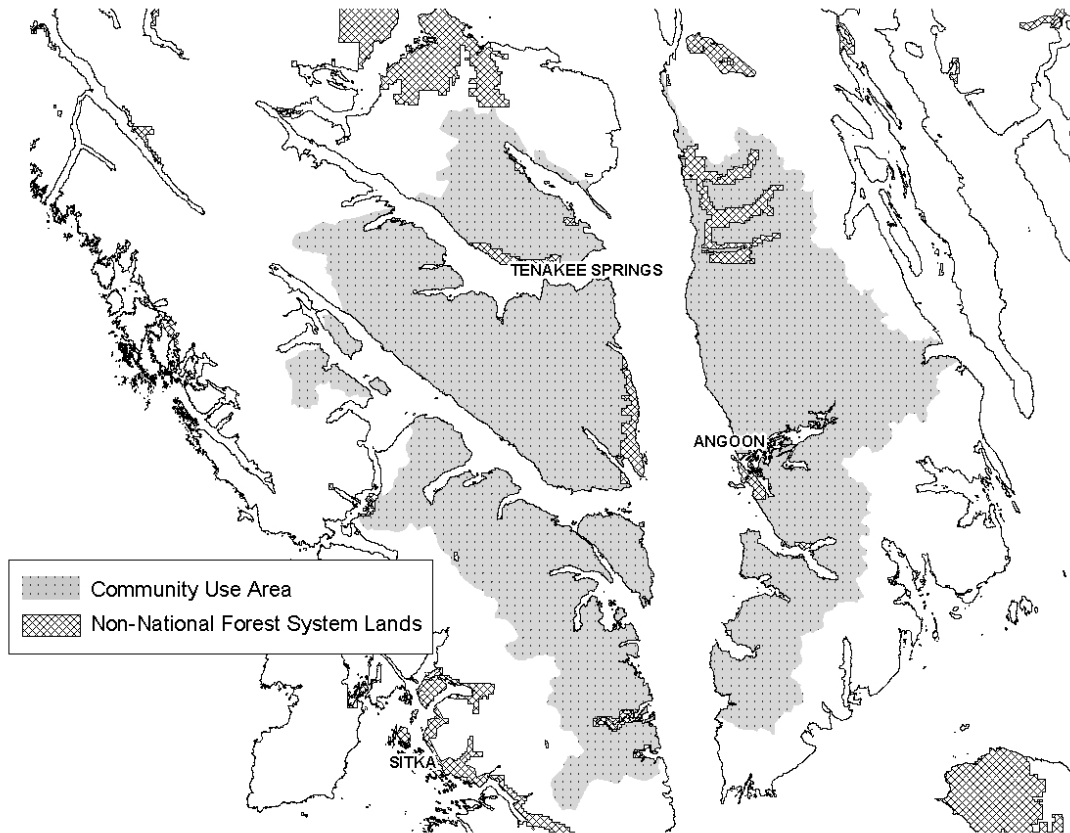 TENAKEE SPRINGS
ANGOON
Community Use Area
Non-National Forest System Lands
SITKA